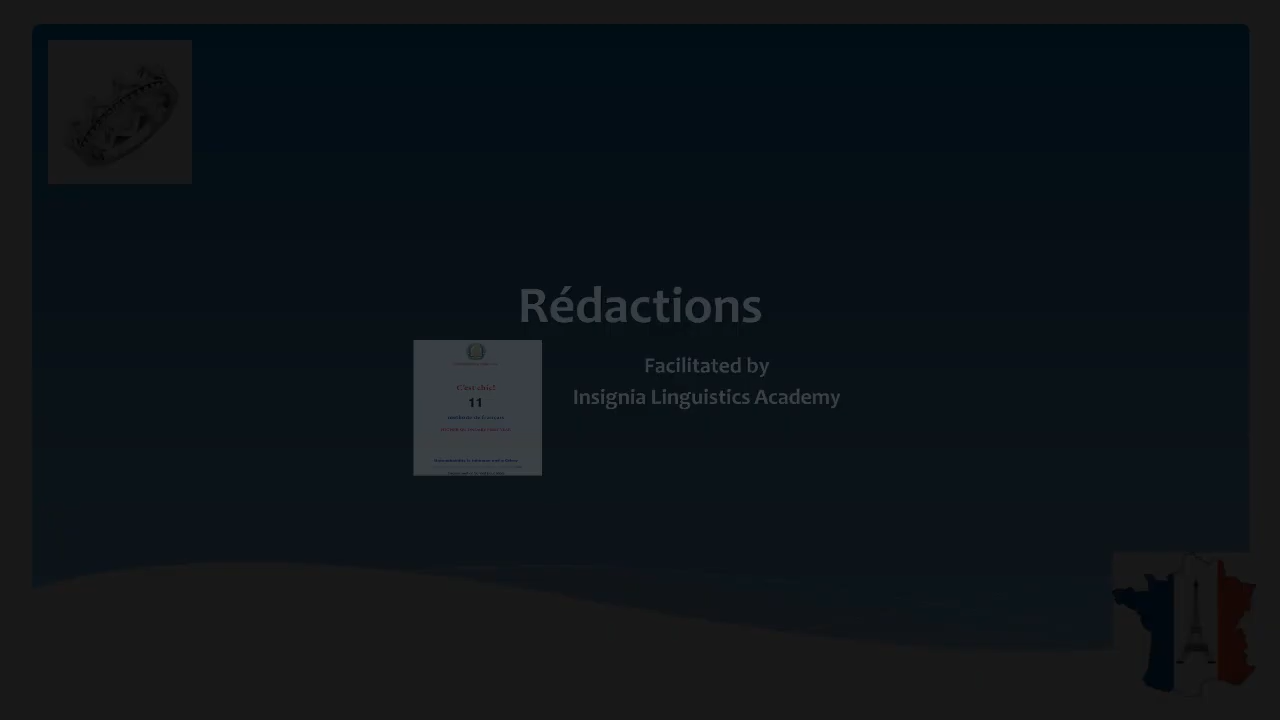 Rédactions
Facilitated by
Insignia Linguistics Academy
C'est chic!
11